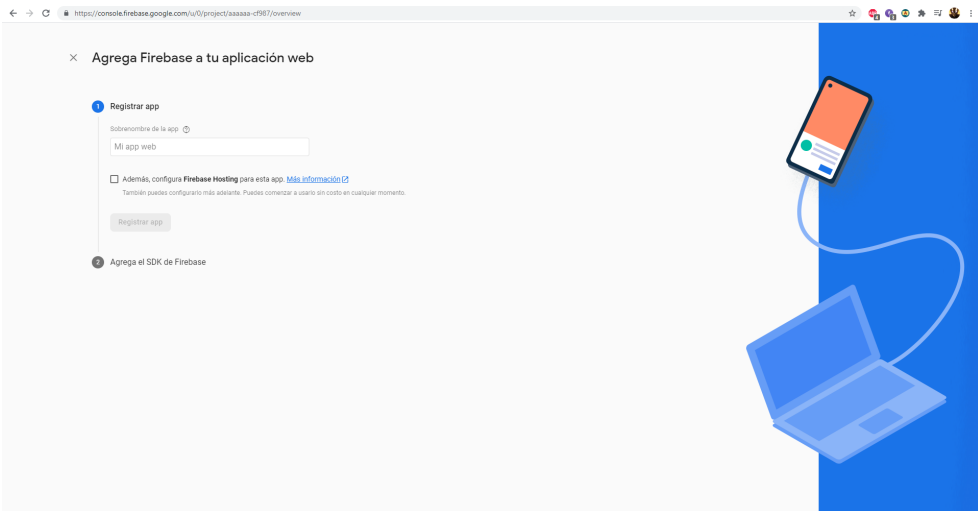 https://console.firebase.google.com/u/0/project/aaaaaa-cf987/overview
Agrega Firebase a tu aplicación web
1 Registrar app
Sobrenombre de la app
Mi app web
Además, configura Firebase Hosting para esta app. Más información
También puedes configurarlo más adelante. Puedes comenzar a usarlo sin costo en cualquier momento.
Registrar app
2 Agrega el SDK de Firebase